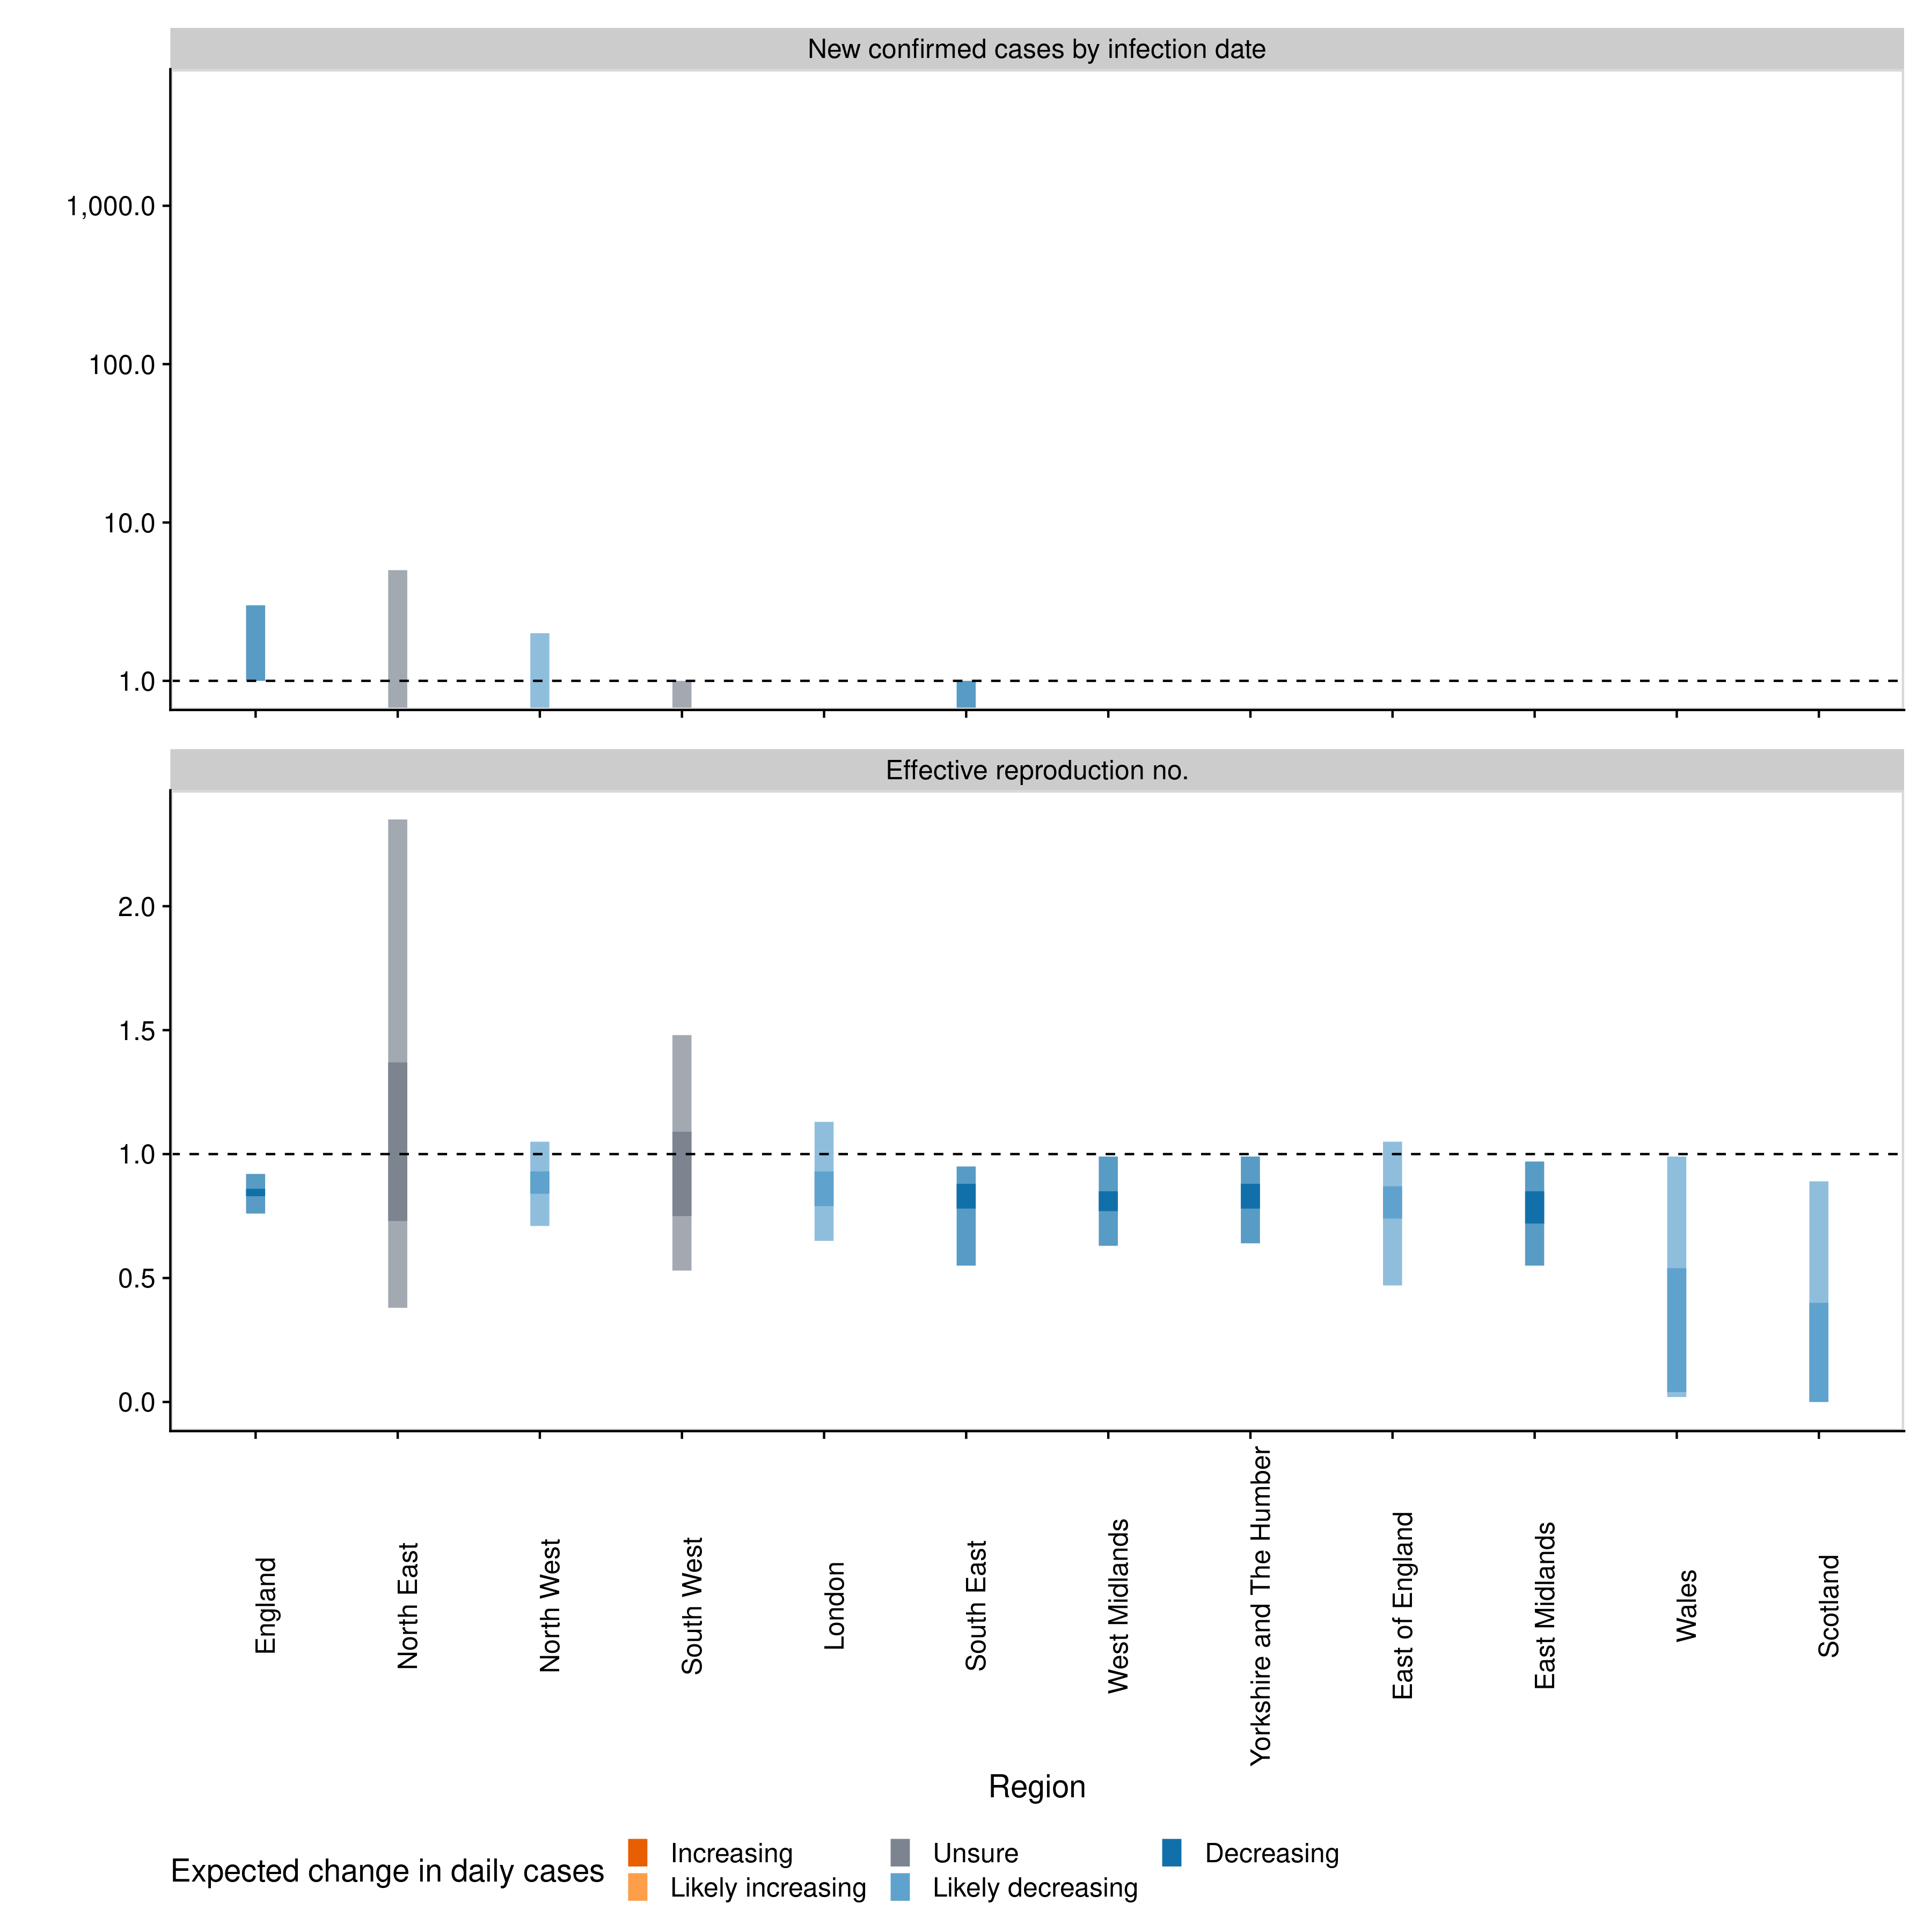 New confirmed cases by infection date
1,000.0
100.0
10.0
1.0
Effective reproduction no.
2.0
1.5
1.0
0.5
0.0
England
North East
North West
South West
London
South East
West Midlands
Yorkshire and The Humber
East of England
East Midlands
Wales
Scotland
Region
Expected change in daily cases
Increasing
Likely increasing
Unsure
Likely decreasing
Decreasing